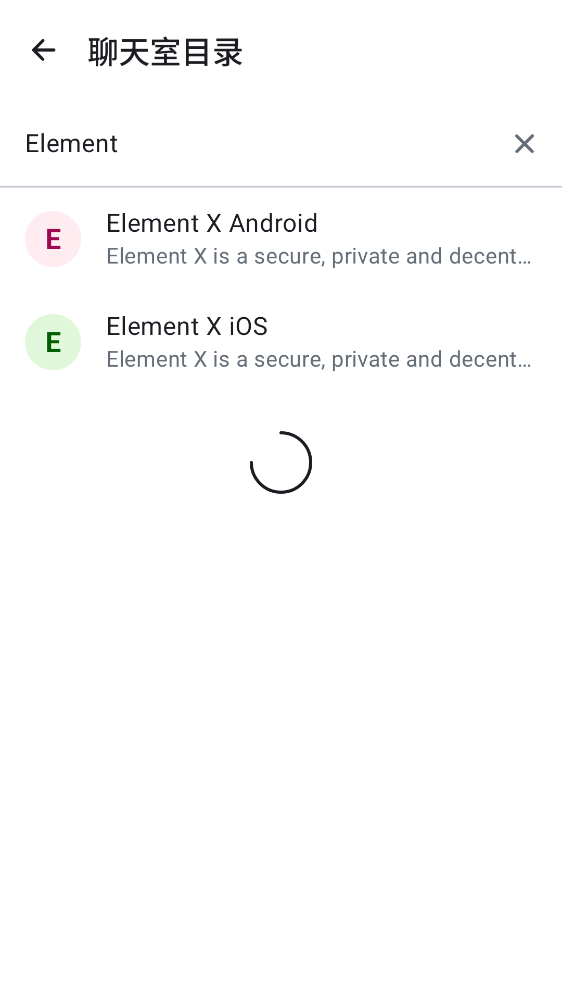 聊天室目录
Element
E
Element X Android
Element X is a secure, private and decent…
E
Element X iOS
Element X is a secure, private and decent…